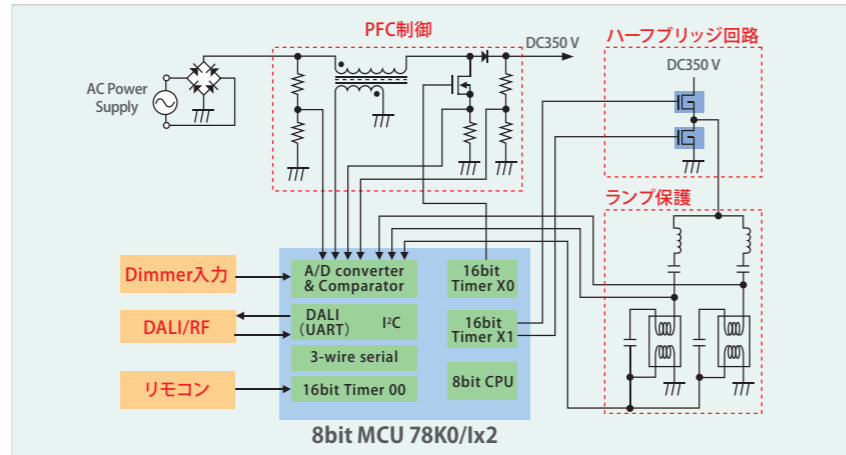 PFC制御
DC350 V
ハーフブリッジ回路
DC350 V
AC Power
Supply
ランプ保護
Dimmer入力
DALI/RF
リモコン
A/D converter
& Comparator
DALI
（UART）
I²C
3-wire serial
16bit Timer 00
16bit
Timer X0
16bit
Timer X1
8bit CPU
8bit MCU 78K0/Ix2